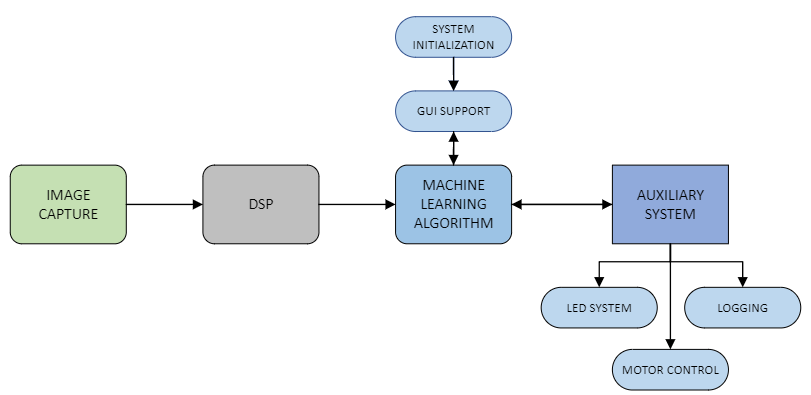 SYSTEM
INITIALIZATION
GUI SUPPORT
IMAGE
CAPTURE
DSP
MACHINE
LEARNING
ALGORITHM
AUXILIARY
SYSTEM
LED SYSTEM
LOGGING
MOTOR CONTROL